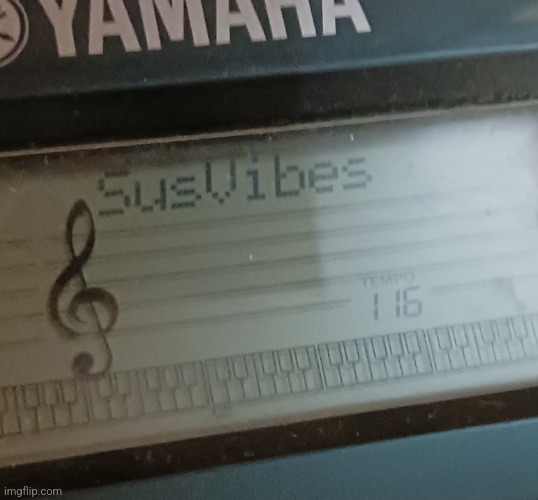 YAMAHA
SusVibes
TEMPO
116
imgflip.com